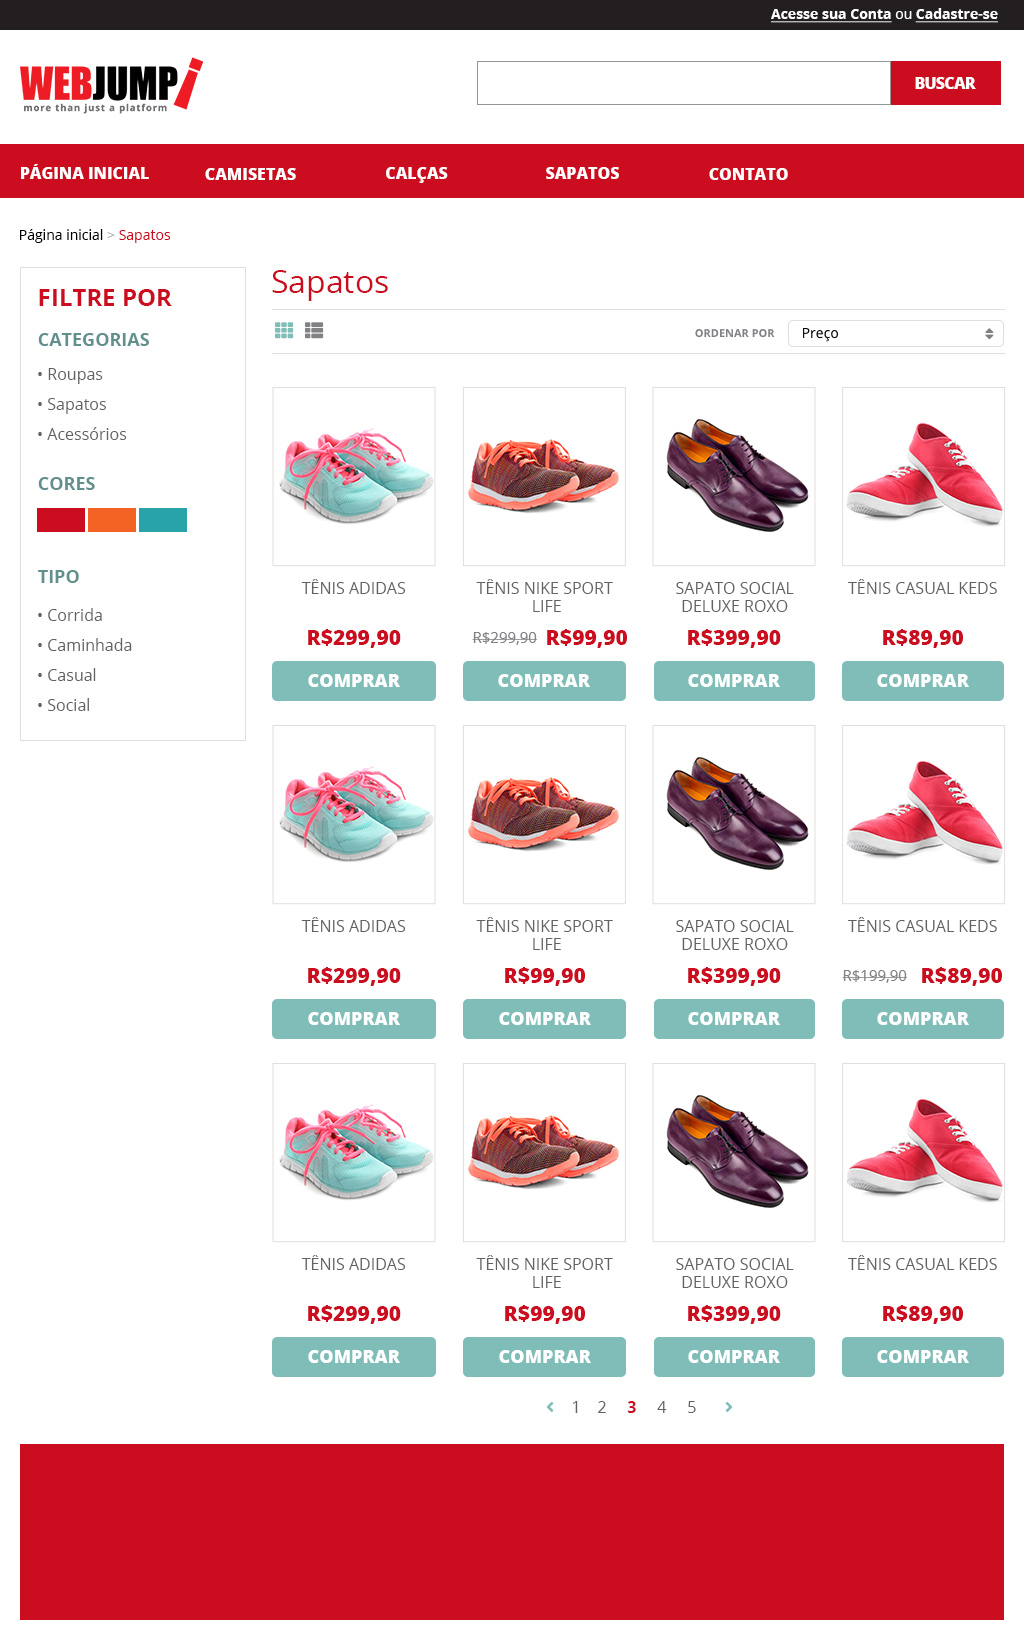 Acesse sua Conta ou Cadastre-se
WEBJUMP!
more than just a platform
BUSCAR
PÁGINA INICIAL CAMISETAS CALÇAS SAPATOS CONTATO
Página inicial > Sapatos
FILTRE POR
CATEGORIAS
• Roupas
• Sapatos
• Acessórios
CORES
TIPO
• Corrida
• Caminhada
• Casual
• Social
Sapatos
ORDENAR POR Preço
TÊNIS ADIDAS
R$299,90
COMPRAR
TÊNIS NIKE SPORT
LIFE
R$299,90 R$99,90
COMPRAR
SAPATO SOCIAL
DELUXE ROXO
R$399,90
COMPRAR
TÊNIS CASUAL KEDS
R$89,90
COMPRAR
TÊNIS ADIDAS
R$299,90
COMPRAR
TÊNIS NIKE SPORT
LIFE
R$99,90
COMPRAR
SAPATO SOCIAL
DELUXE ROXO
R$399,90
COMPRAR
TÊNIS CASUAL KEDS
R$199,90 R$89,90
COMPRAR
TÊNIS ADIDAS
R$299,90
COMPRAR
TÊNIS NIKE SPORT
LIFE
R$99,90
COMPRAR
SAPATO SOCIAL
DELUXE ROXO
R$399,90
COMPRAR
TÊNIS CASUAL KEDS
R$89,90
COMPRAR
1 2 3 4 5